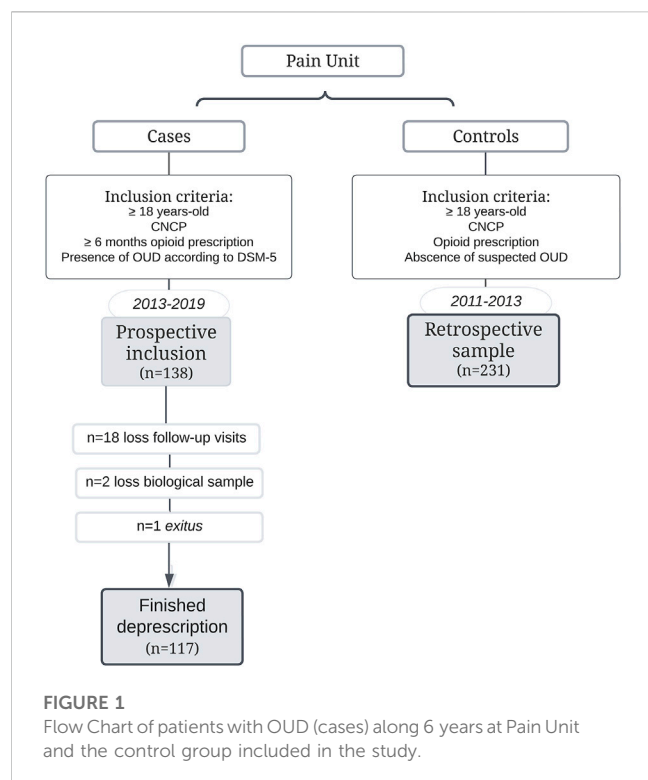 Pain Unit
Cases
Controls
Inclusion criteria:
≥ 18 years-old
CNCP
≥ 6 months opioid prescription
Presence of OUD according to DSM-5
Inclusion criteria:
≥ 18 years-old
CNCP
Opioid prescription
Abscence of suspected OUD
2013-2019
2011-2013
Prospective
inclusion
(n=138)
Retrospective
sample
(n=231)
n=18 loss follow-up visits
n=2 loss biological sample
n=1 exitus
Finished
deprescription
(n=117)
FIGURE 1
Flow Chart of patients with OUD (cases) along 6 years at Pain Unit
and the control group included in the study.